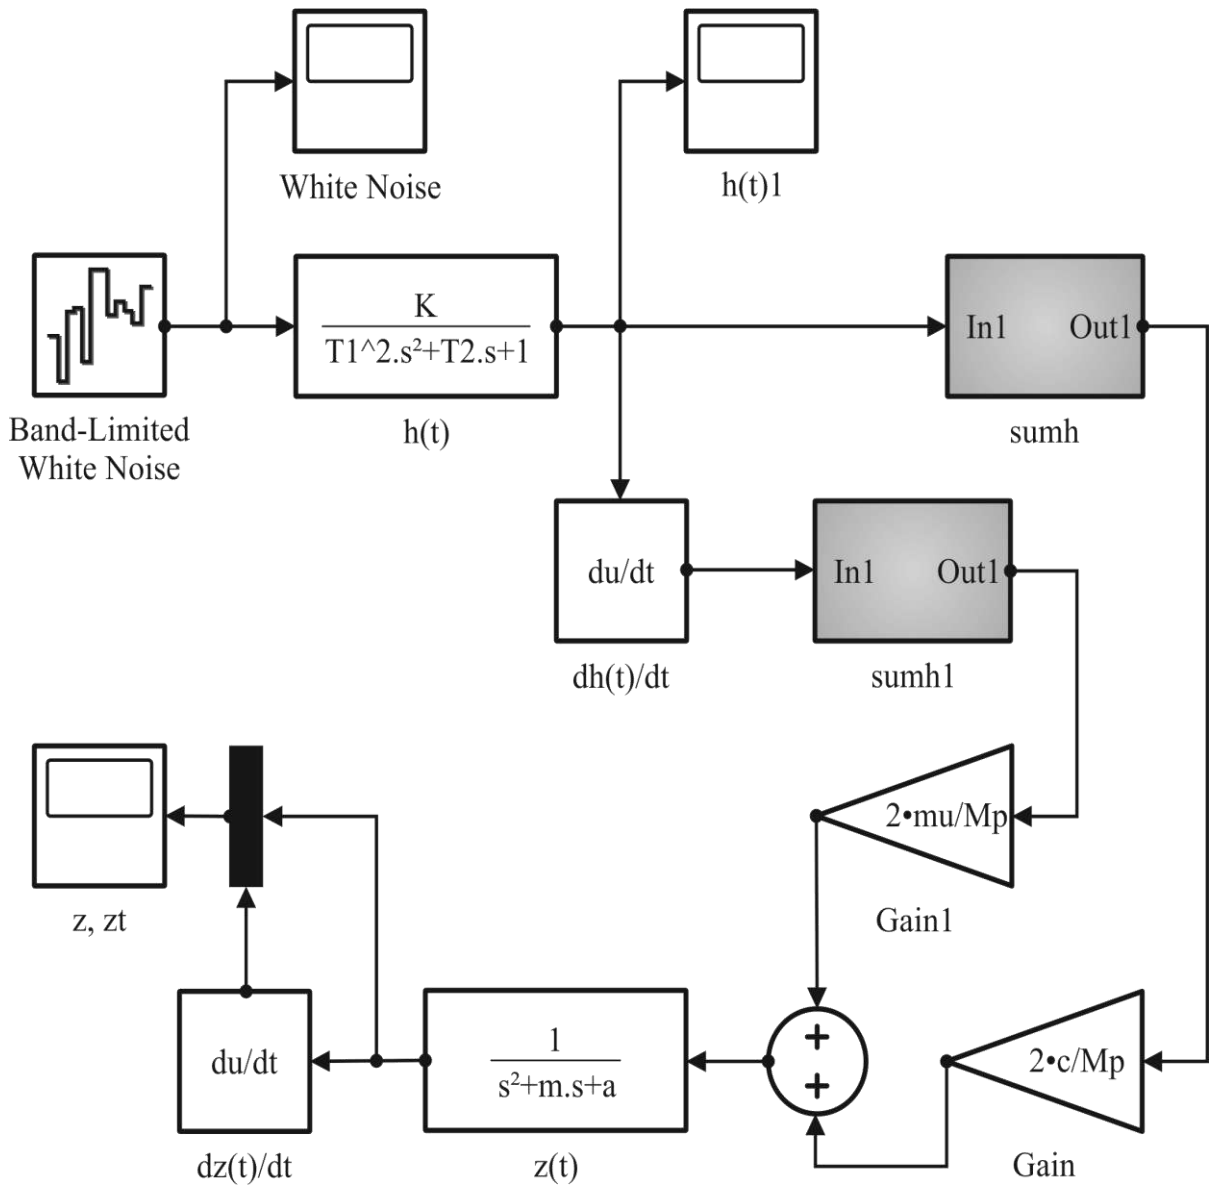 White Noise
h(t)1
Band-Limited
White Noise
K
T1^2.s²+T2.s+1
h(t)
In1 Out1
sumh
du/dt
dh(t)/dt
In1 Out1
sumh1
2•mu/Mp
Gain1
z, zt
du/dt
dz(t)/dt
1
s²+m.s+a
z(t)
+
+
2•c/Mp
Gain